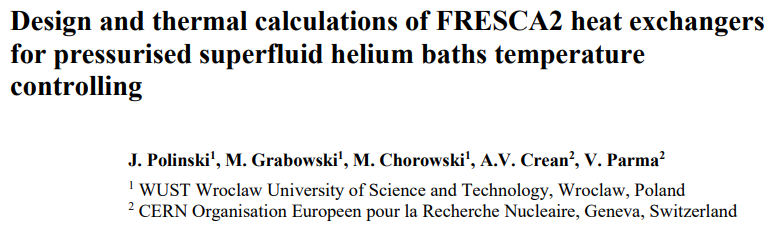 Design and thermal calculations of FRESCA2 heat exchangers
for pressurised superfluid helium baths temperature
controlling
J. Polinski¹, M. Grabowski¹, M. Chorowski¹, A.V. Crean², V. Parma²
¹ WUST Wroclaw University of Science and Technology, Wroclaw, Poland
² CERN Organisation Europeen pour la Recherche Nucleaire, Geneva, Switzerland